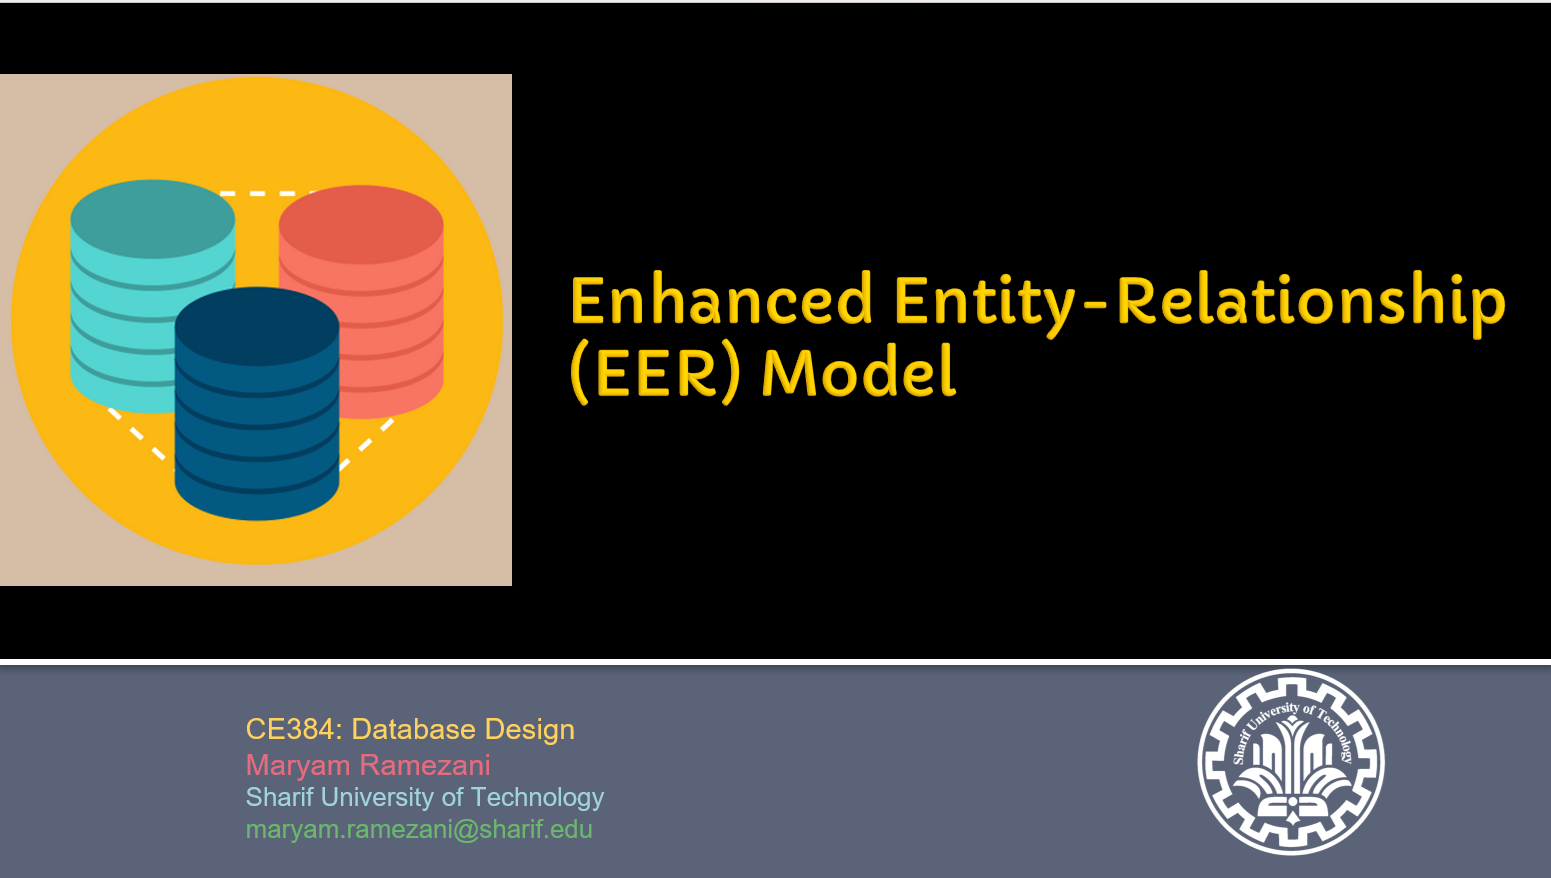 Enhanced Entity-Relationship
(EER) Model
CE384: Database Design
Maryam Ramezani
Sharif University of Technology
maryam.ramezani@sharif.edu
Sharif University of Technology